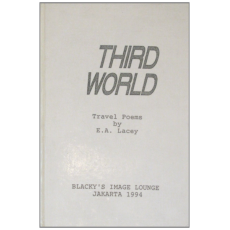 THIRD
WORLD
Travel Poems
by
E.A. Lacey
BLACKY'S IMAGE LOUNGE
JAKARTA 1994